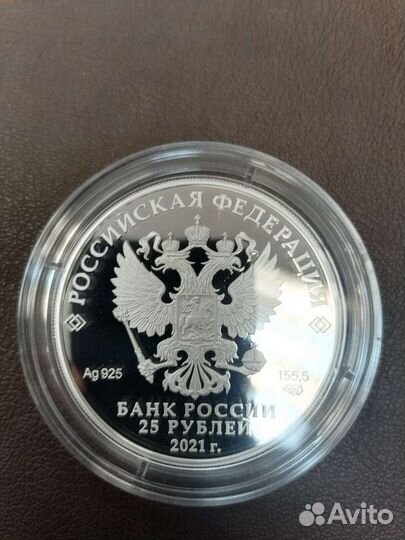 РОССИЙСКАЯ ФЕДЕРАЦИЯ
Ag 925
155,5
БАНК РОССИИ
25 РУБЛЕЙ
2021 г.
Avito